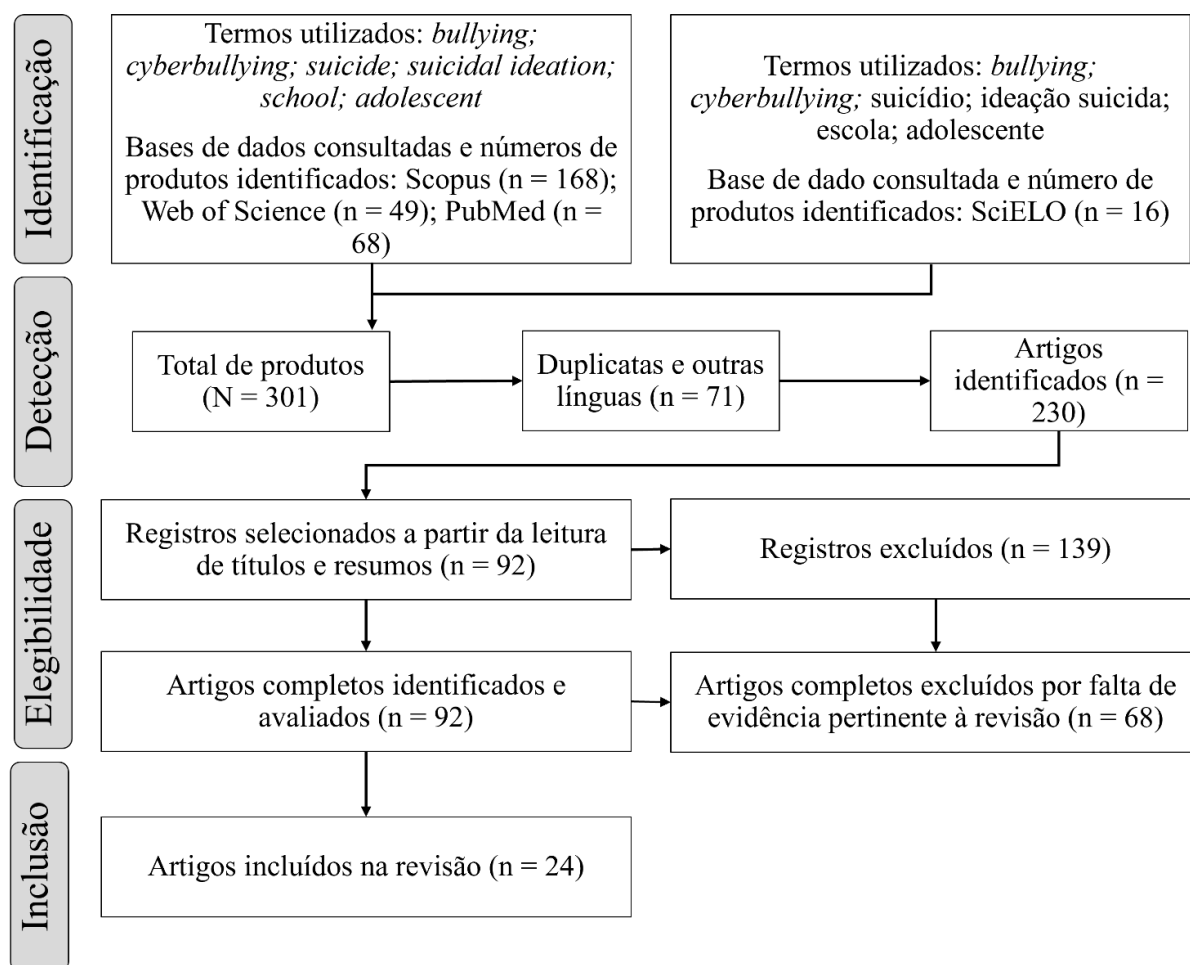 Identificação
Termos utilizados: bullying;
cyberbullying; suicide; suicidal ideation;
school; adolescent
Bases de dados consultadas e números de
produtos identificados: Scopus (n = 168);
Web of Science (n = 49); PubMed (n =
68)
Termos utilizados: bullying;
cyberbullying; suicídio; ideação suicida;
escola; adolescente
Base de dado consultada e número de
produtos identificados: SciELO (n = 16)
Detecção
Total de produtos
(N = 301)
Duplicatas e outras
línguas (n = 71)
Artigos
identificados (n =
230)
Elegibilidade
Registros selecionados a partir da leitura
de títulos e resumos (n = 92)
Registros excluídos (n = 139)
Artigos completos identificados e
avaliados (n = 92)
Artigos completos excluídos por falta de
evidência pertinente à revisão (n = 68)
Inclusão
Artigos incluídos na revisão (n = 24)